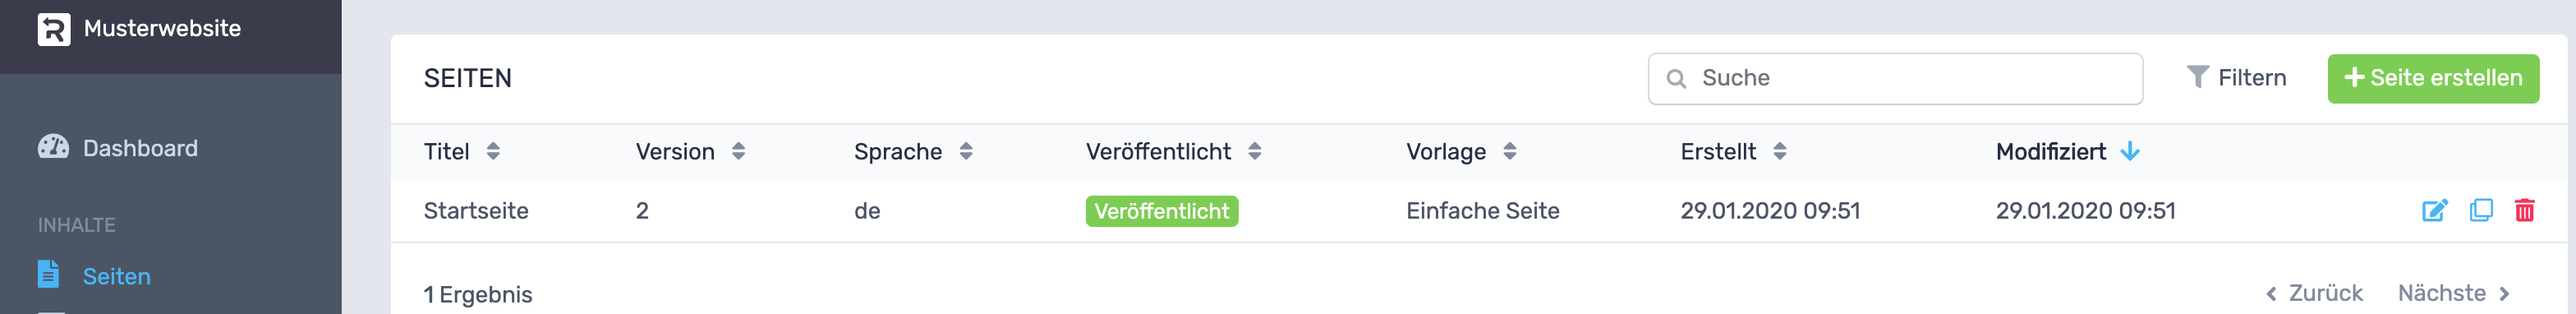 Musterwebsite
Dashboard
INHALTE
Seiten
SEITEN
Suche
Filtern
Seite erstellen
Titel Version Sprache Veröffentlicht Vorlage Erstellt Modifiziert
Startseite 2 de Veröffentlicht Einfache Seite 29.01.2020 09:51 29.01.2020 09:51
1 Ergebnis
Zurück Nächste